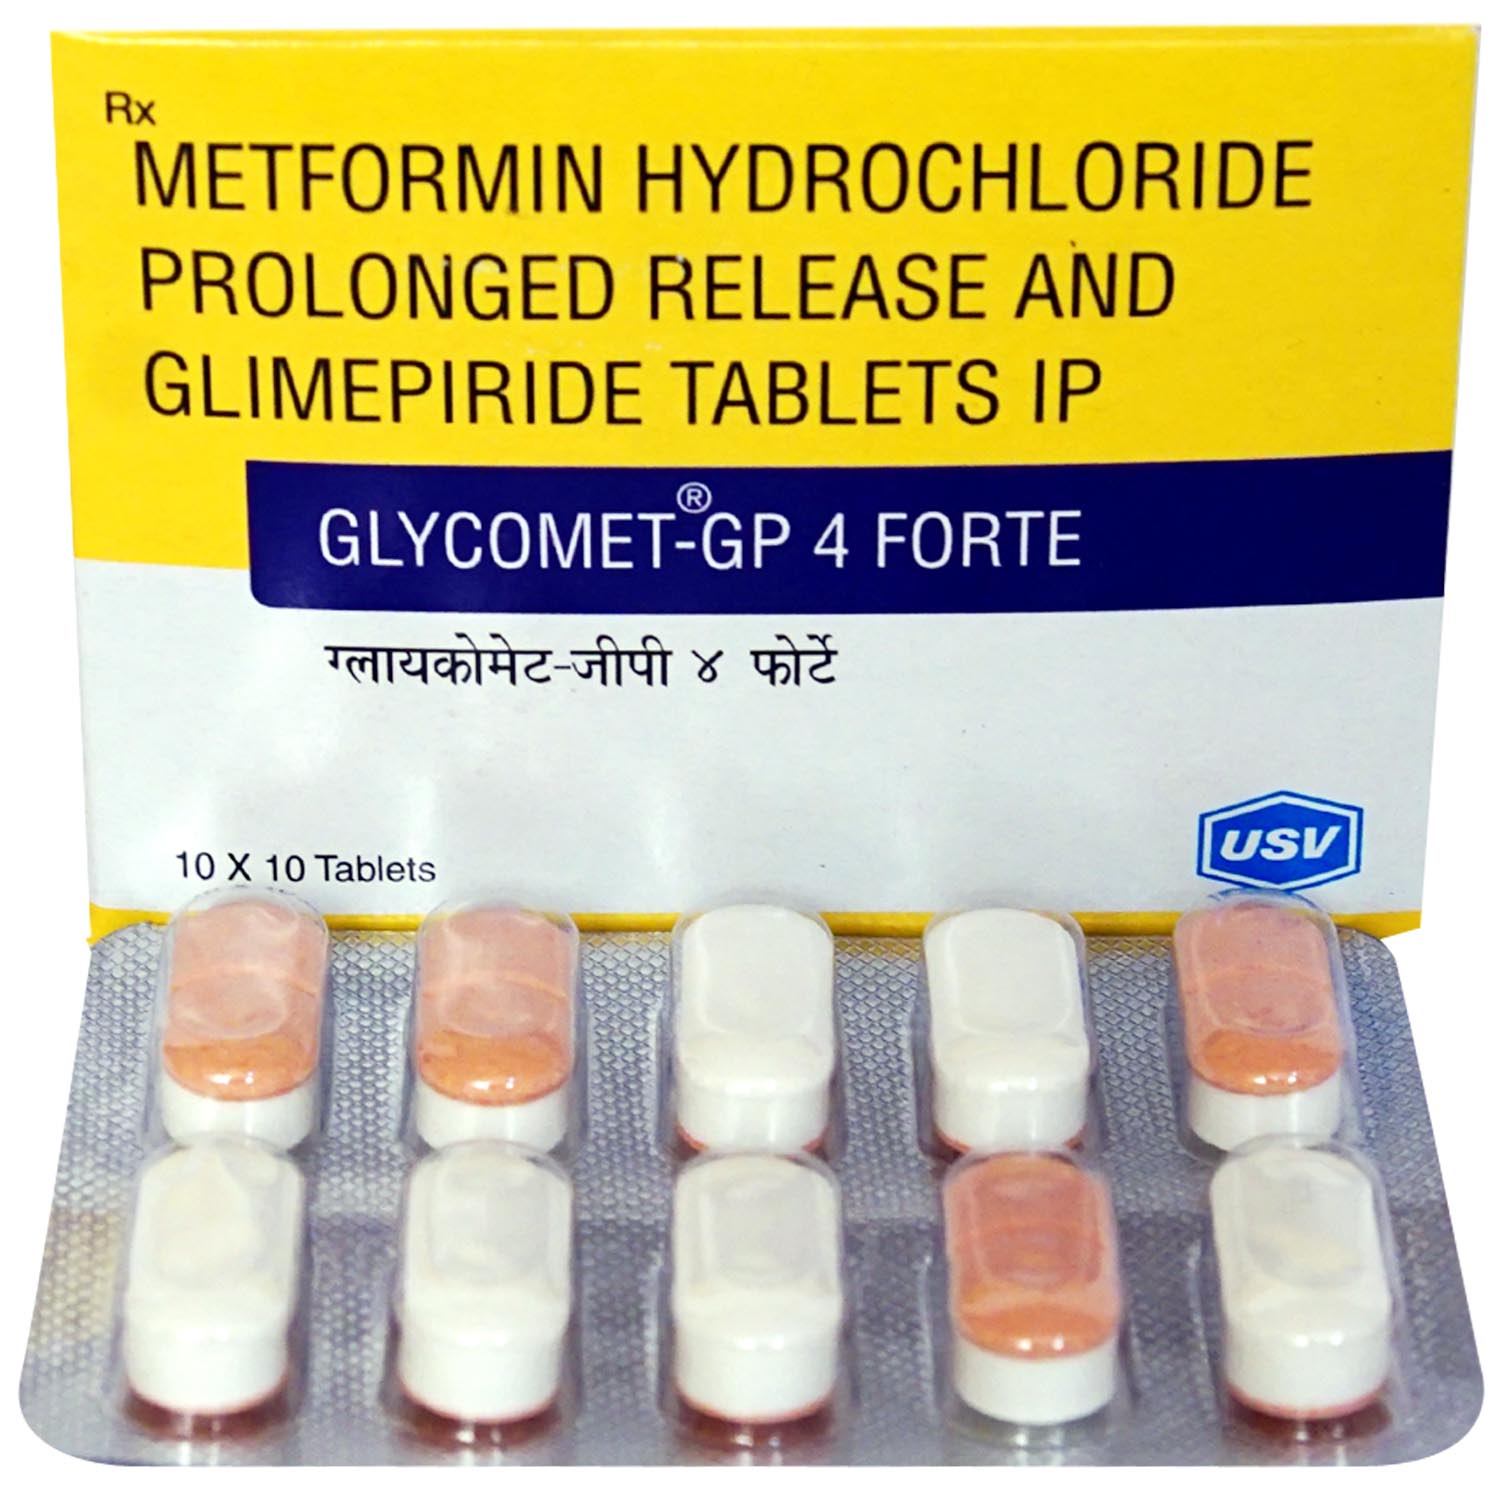 Rx
METFORMIN HYDROCHLORIDE
PROLONGED RELEASE AND
GLIMEPIRIDE TABLETS IP
GLYCOMET®-GP 4 FORTE
ग्लायकोमेट-जीपी ४ फोर्टे
10 X 10 Tablets
USV